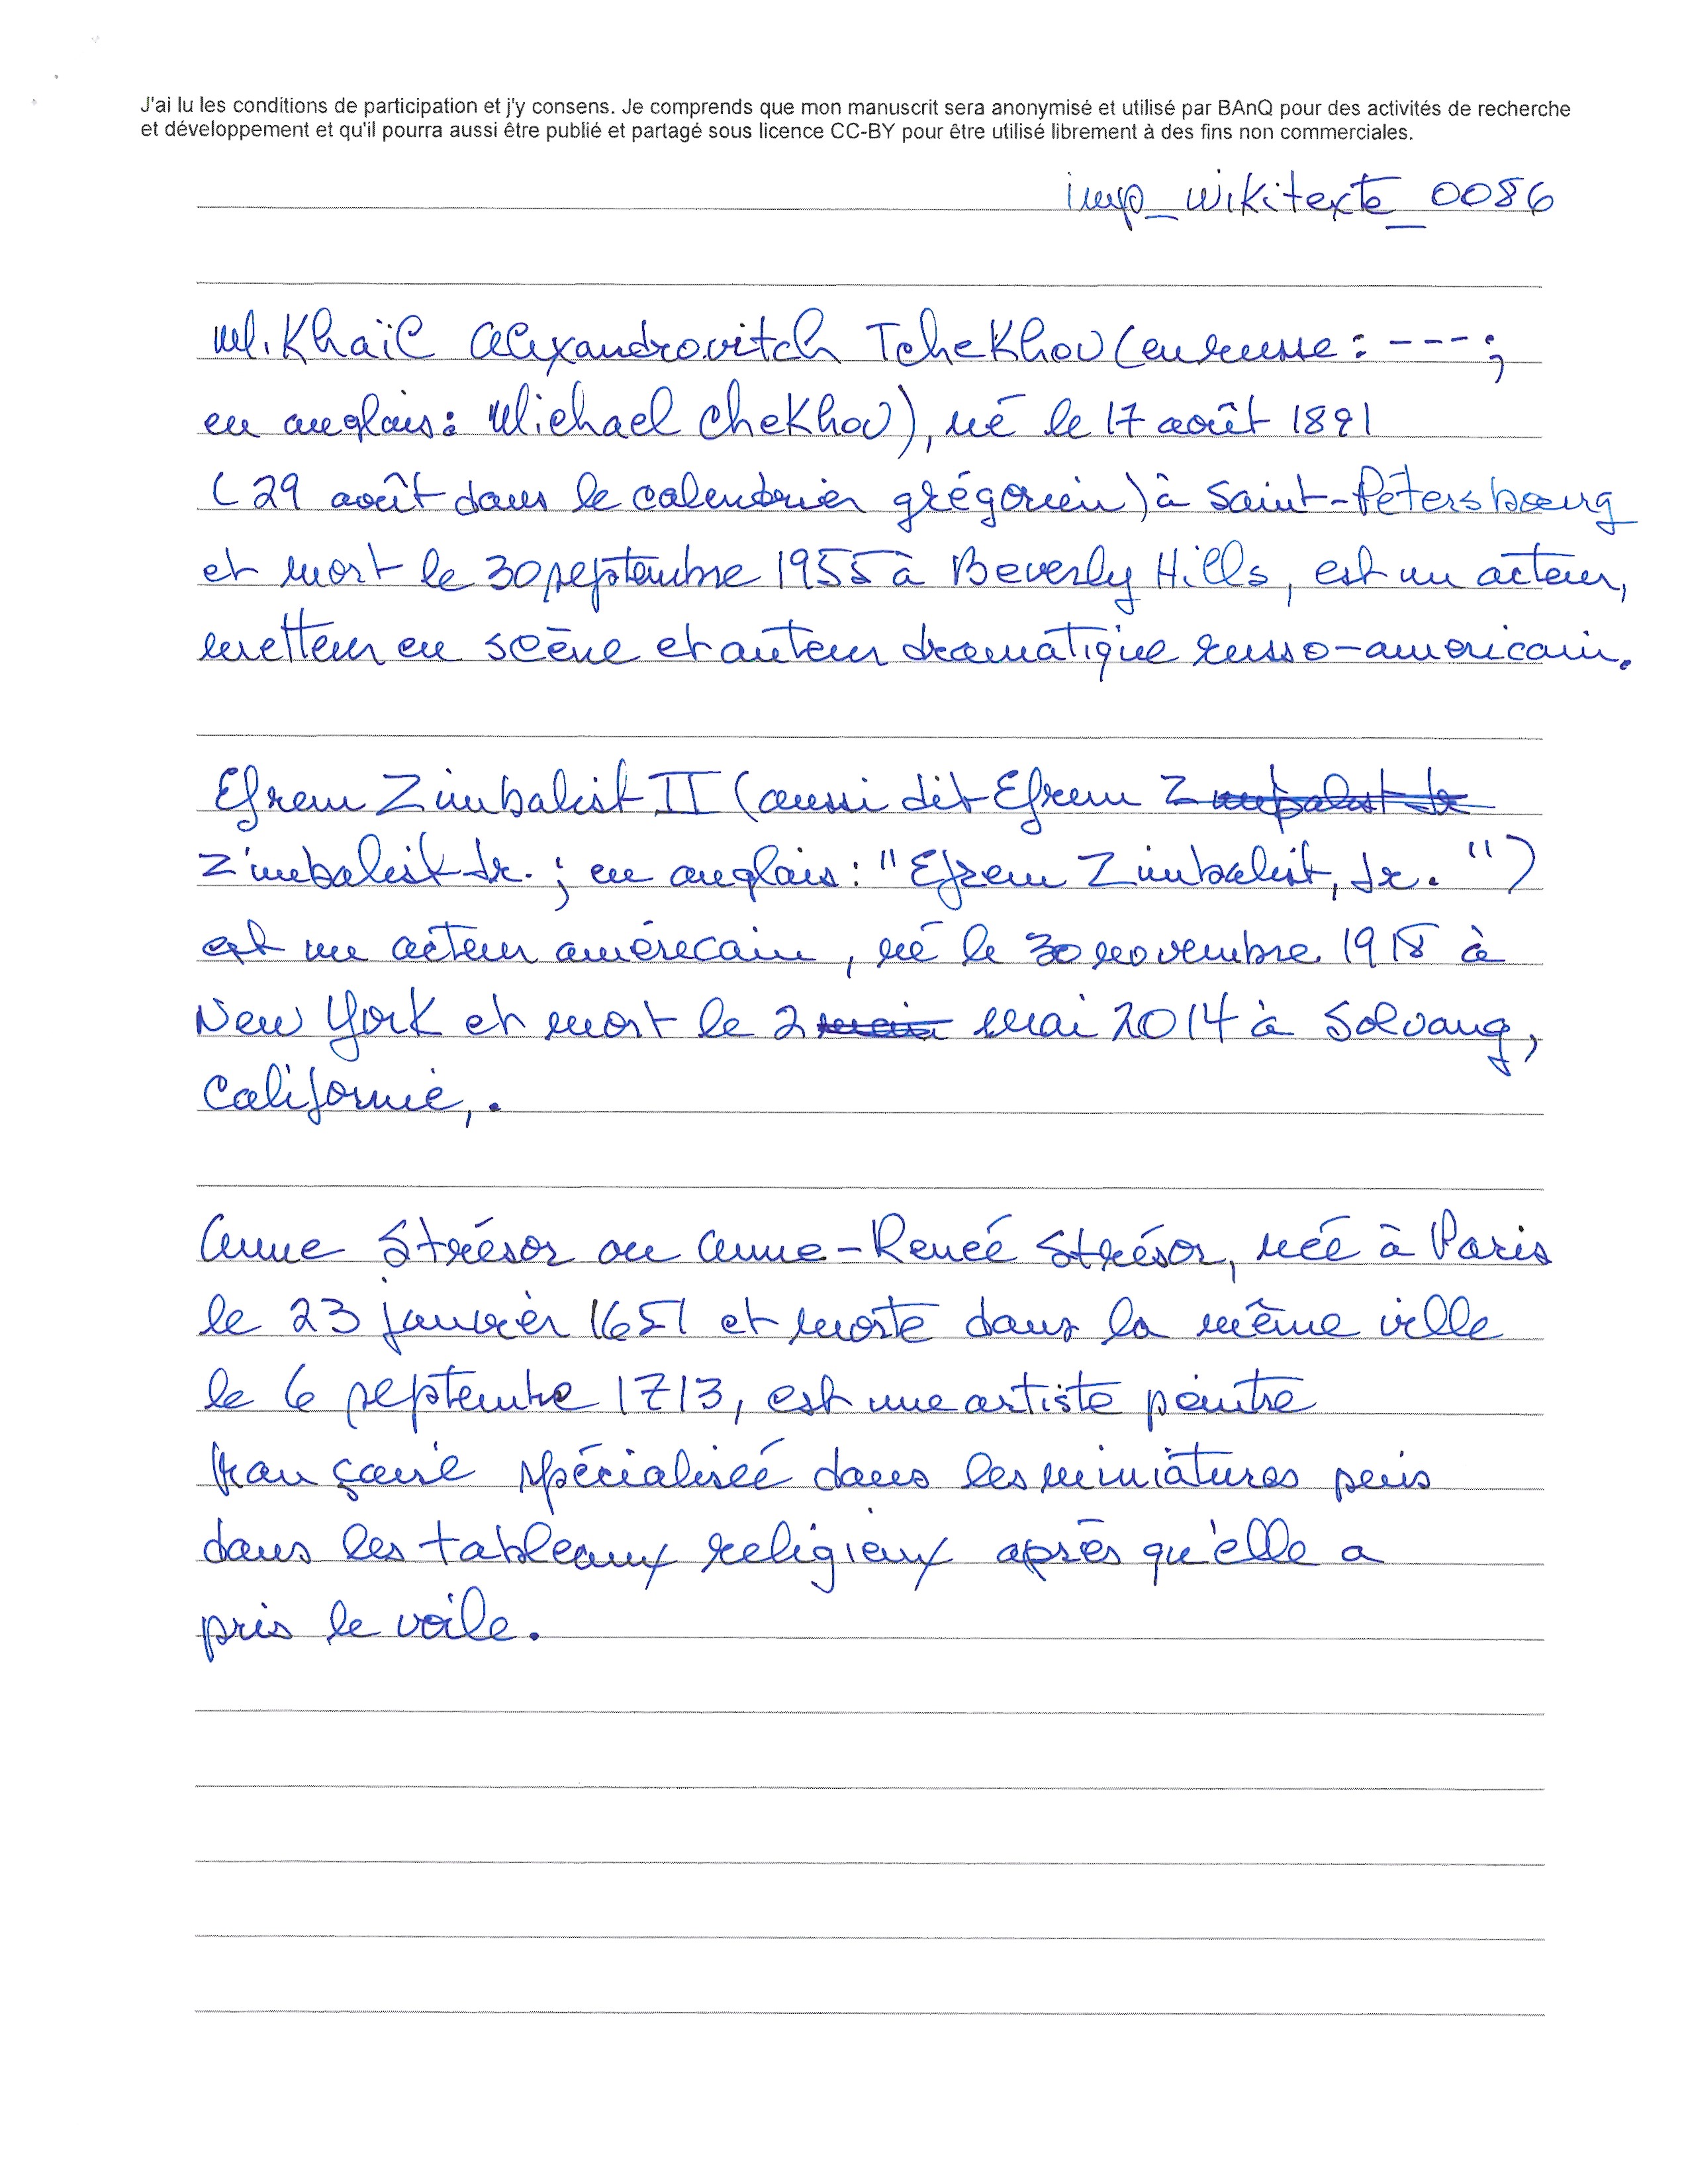 J'ai lu les conditions de participation et j'y consens. Je comprends que mon manuscrit sera anonymisé et utilisé par BAnQ pour des activités de recherche
et développement et qu'il pourra aussi être publié et partagé sous licence CC-BY pour être utilisé librement à des fins non commerciales.
imp_wikitexte_0086
Mikhaïl Alexandrovitch Tchekhov (en russe : --- ;
en anglais : Michael Chekhov), né le 17 août 1891
(29 août dans le calendrier grégorien) à Saint-Pétersbourg
et mort le 30 septembre 1955 à Beverly Hills, est un acteur,
metteur en scène et auteur dramatique russo-americain.
Efrem Zimbalist II (aussi dit Efrem Z
Zimbalist Jr. ; en anglais : "Efrem Zimbalist, Jr. ")
est un acteur amérecain, né le 30 novembre 1918 à
New York et mort le 2 mai 2014 à Solvang,
Californie,.
Anne Strésor ou Anne-Renée Strésor, née à Paris
le 23 janvier 1651 et morte dans la même ville
le 6 septembre 1713, est une artiste peintre
française spécialisée dans les miniatures puis
dans les tableaux religieux après qu'elle a
pris le voile.